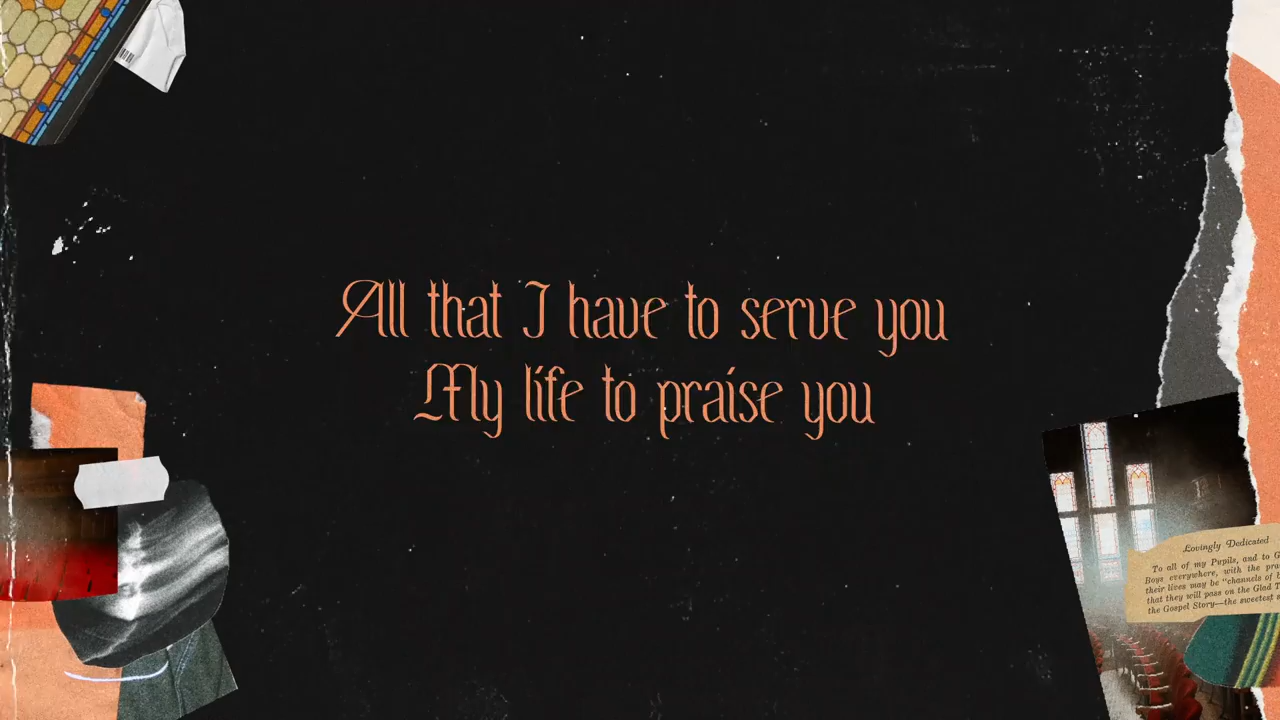 All that I have to serve you
My life to praise you
Lovingly Dedicated
To all of my Pupils, and to
Boys everywhere, with the
their lives may be "channels of
that they will pass on the Glad
the Gospel Story—the sweetest